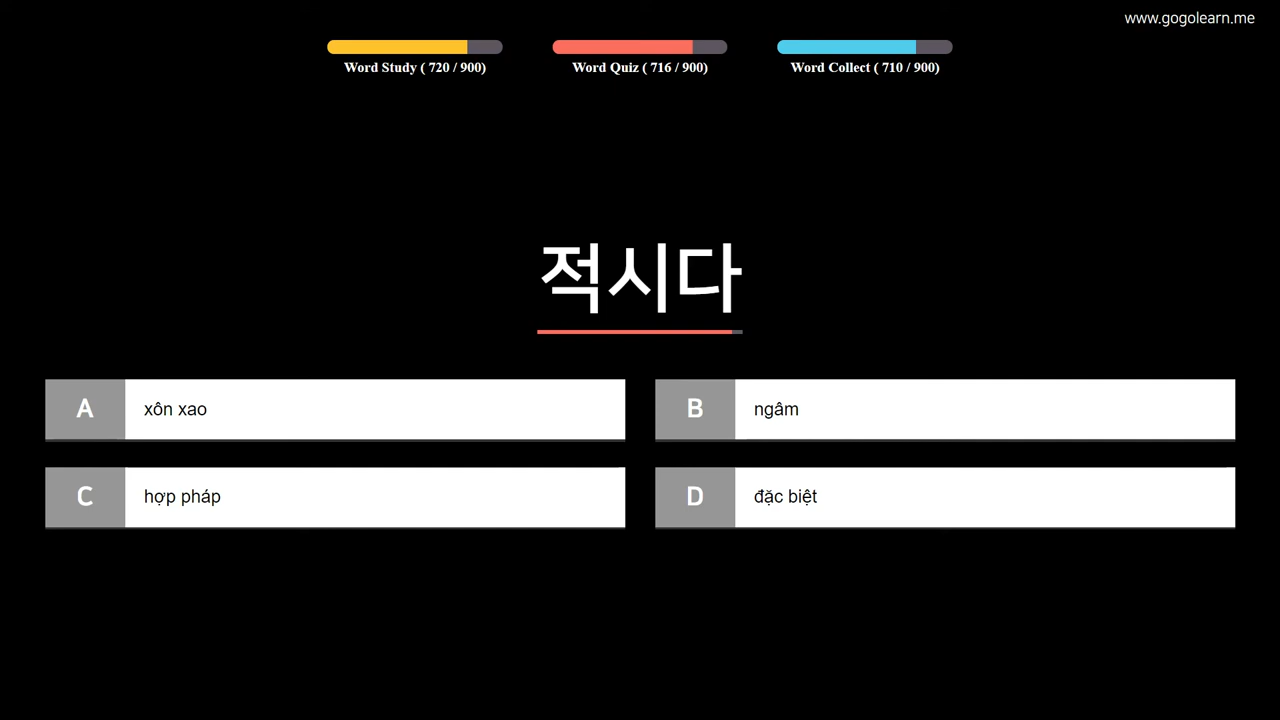 www.gogolearn.me
Word Study ( 720 / 900)
Word Quiz ( 716 / 900)
Word Collect ( 710 / 900)
적시다
A xôn xao
B ngâm
C hợp pháp
D đặc biệt